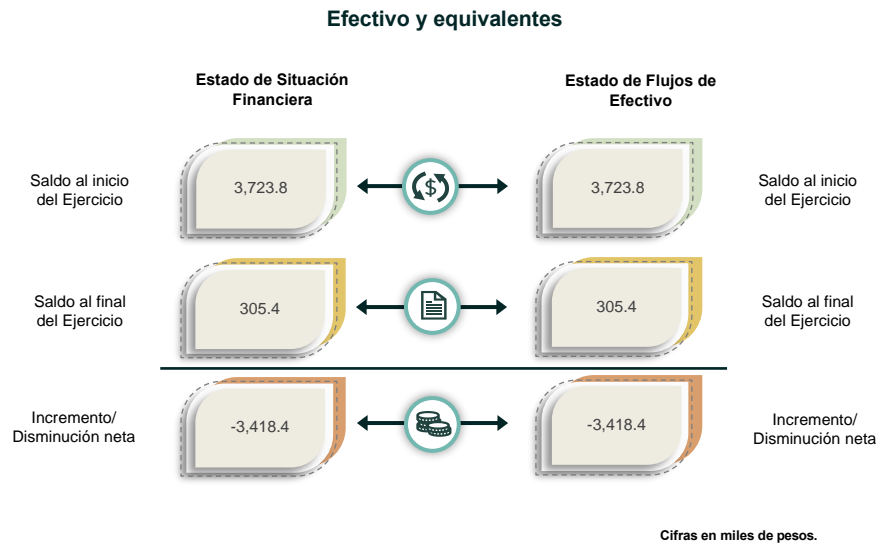 Efectivo y equivalentes
Estado de Situación
Financiera
Estado de Flujos de
Efectivo
Saldo al inicio
del Ejercicio
3,723.8
$
3,723.8
Saldo al inicio
del Ejercicio
Saldo al final
del Ejercicio
305.4
305.4
Saldo al final
del Ejercicio
Incremento/
Disminución neta
-3,418.4
-3,418.4
Incremento/
Disminución neta
Cifras en miles de pesos.